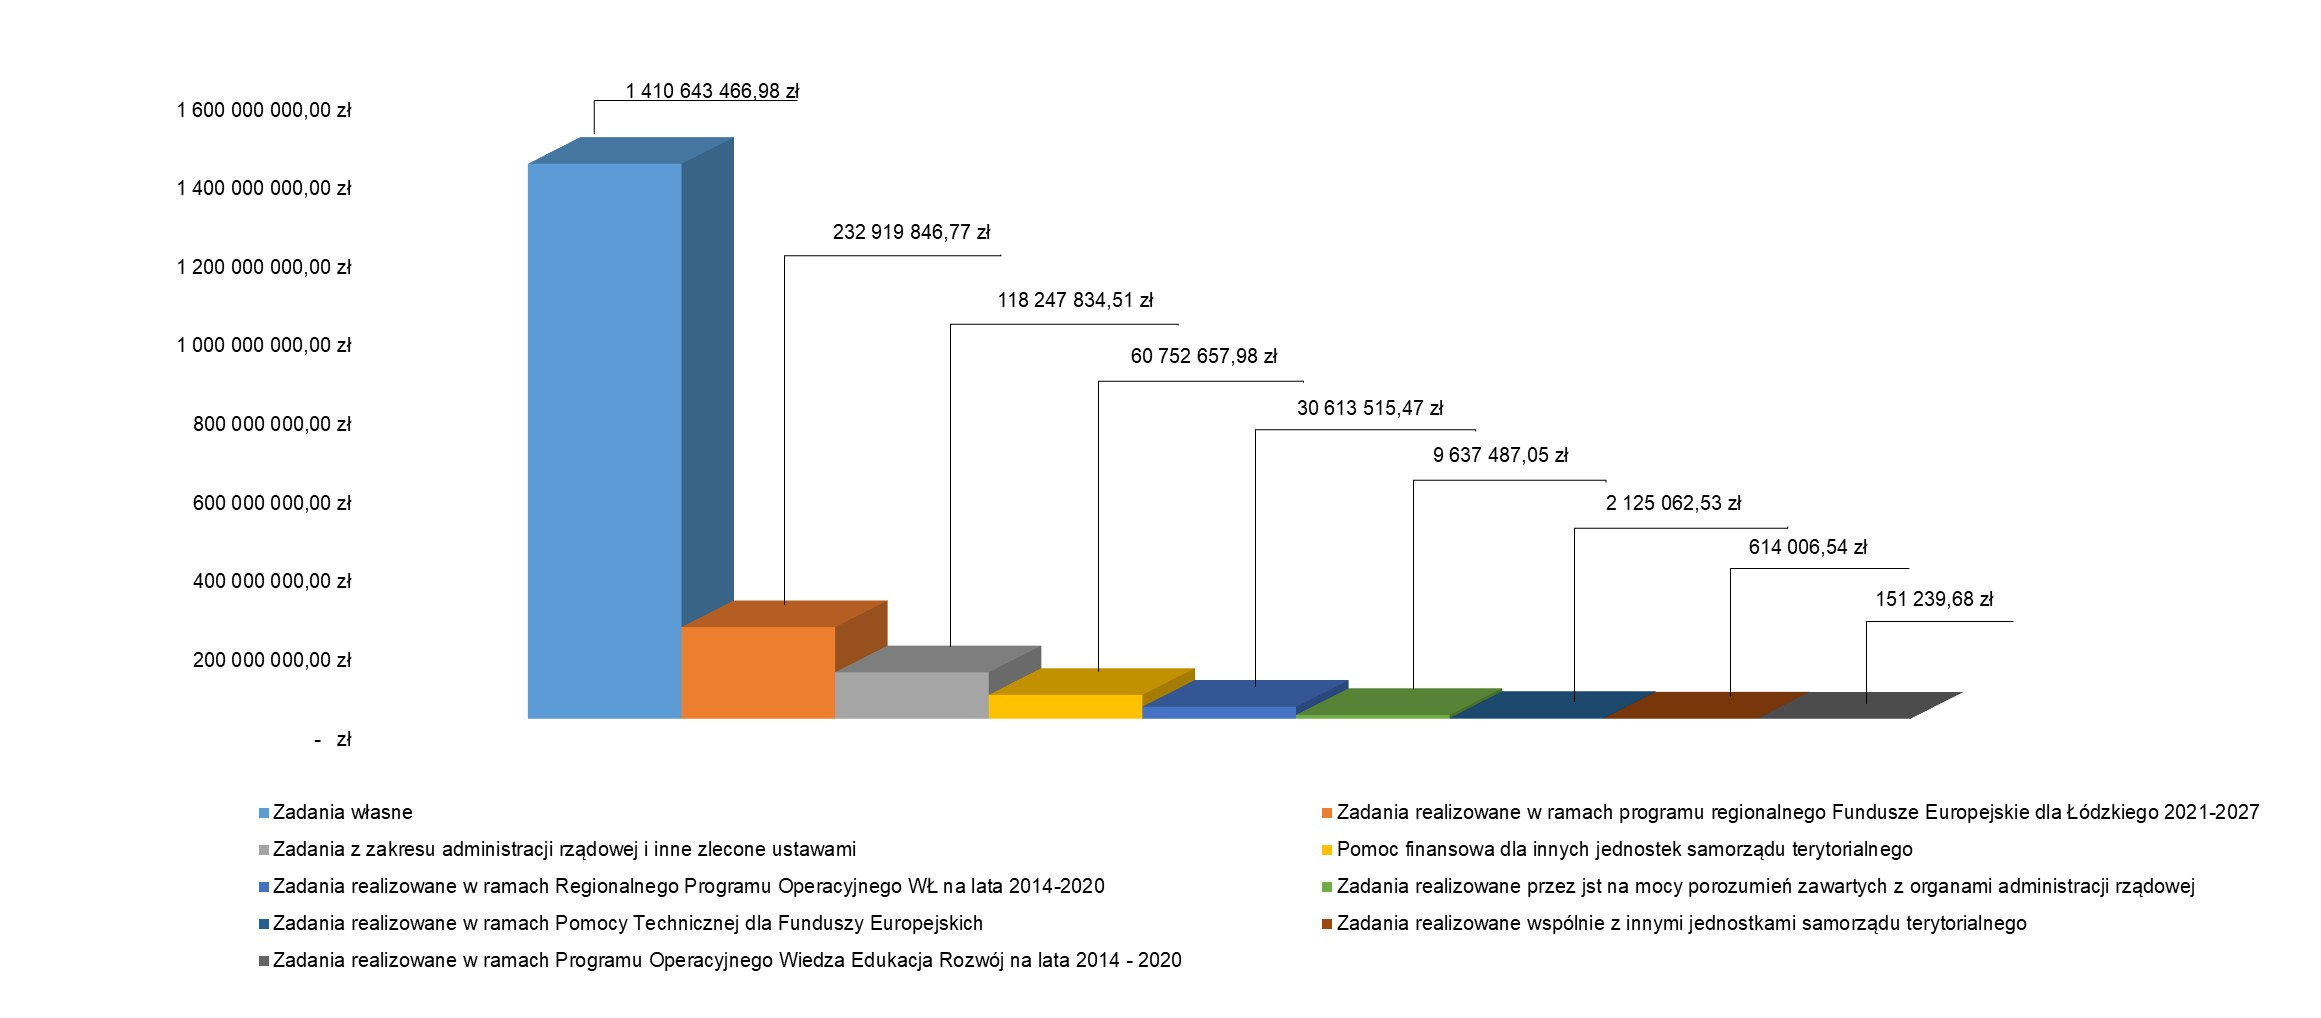 1 410 643 466,98 zł
1 600 000 000,00 zł
1 400 000 000,00 zł
232 919 846,77 zł
1 200 000 000,00 zł
118 247 834,51 zł
1 000 000 000,00 zł
60 752 657,98 zł
30 613 515,47 zł
800 000 000,00 zł
9 637 487,05 zł
600 000 000,00 zł
2 125 062,53 zł
614 006,54 zł
400 000 000,00 zł
151 239,68 zł
200 000 000,00 zł
- zł
Zadania własne
Zadania realizowane w ramach programu regionalnego Fundusze Europejskie dla Łódzkiego 2021-2027
Zadania z zakresu administracji rządowej i inne zlecone ustawami
Pomoc finansowa dla innych jednostek samorządu terytorialnego
Zadania realizowane w ramach Regionalnego Programu Operacyjnego WŁ na lata 2014-2020
Zadania realizowane przez jst na mocy porozumień zawartych z organami administracji rządowej
Zadania realizowane w ramach Pomocy Technicznej dla Funduszy Europejskich
Zadania realizowane wspólnie z innymi jednostkami samorządu terytorialnego
Zadania realizowane w ramach Programu Operacyjnego Wiedza Edukacja Rozwój na lata 2014 - 2020